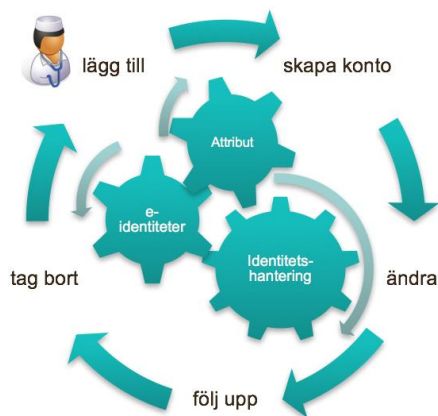 lägg till
skapa konto
Attribut
e-
identiteter
Identitets-
hantering
tag bort
ändra
följ upp